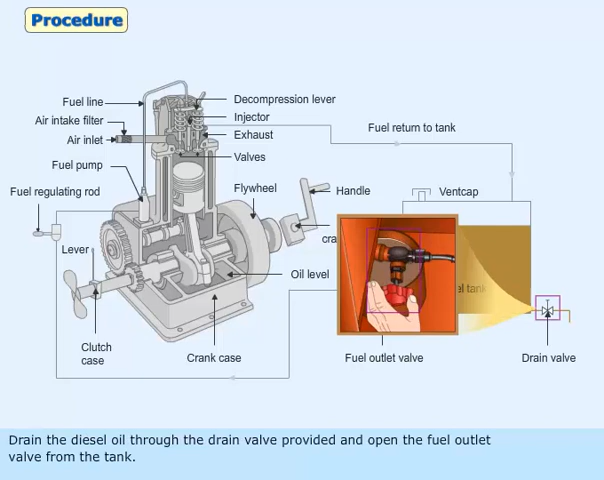 Procedure
Fuel line
Decompression lever
Air intake filter
Injector
Air inlet
Exhaust
Fuel return to tank
Fuel pump
Valves
Fuel regulating rod
Flywheel
Handle
Ventcap
Lever
Oil level
tank
Clutch
case
Crank case
Fuel outlet valve
Drain valve
Drain the diesel oil through the drain valve provided and open the fuel outlet
valve from the tank.